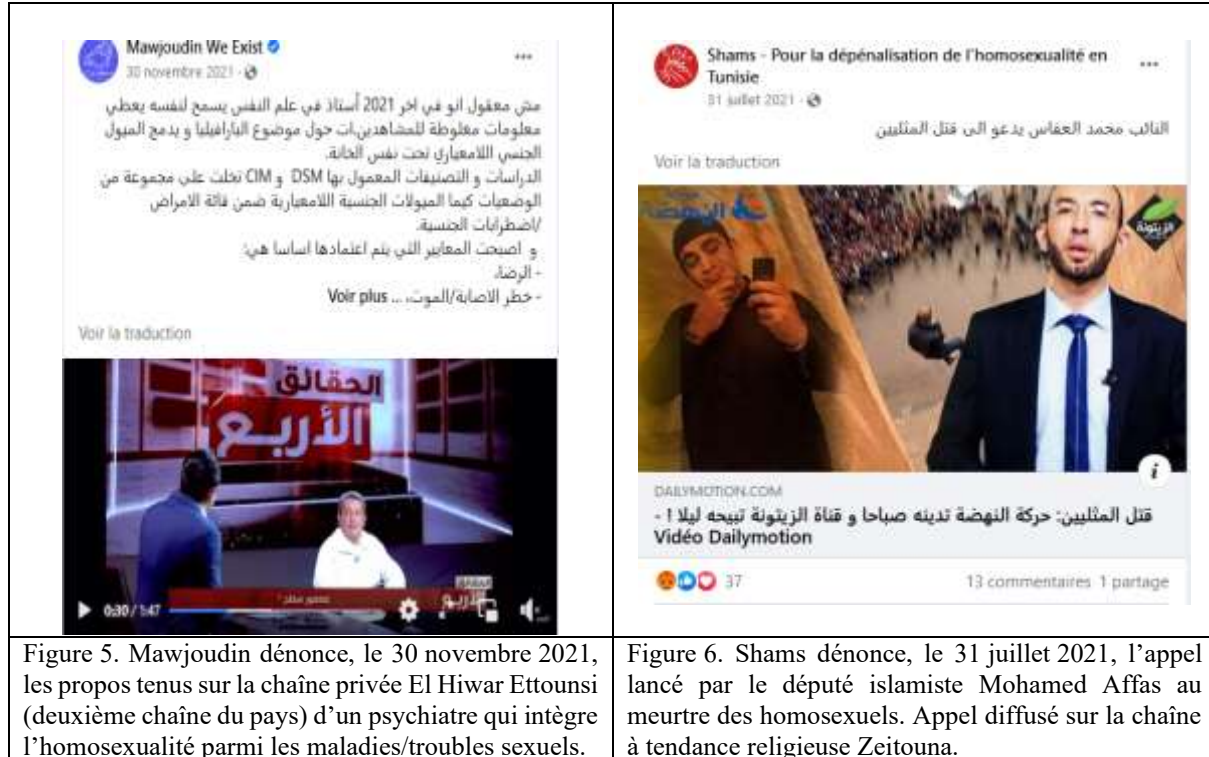 Mawjoudin We Exist
30 novembre 2021
مش معقول انو في اخر 2021 أستاذ في علم النفس يسمح لنفسه يعطي
معلومات مغلوطة للمشاهدين.ات حول موضوع البارافيليا و يدمج الميول
الجنسي اللامعياري تحت نفس الخانة.
الدراسات و التصنيفات المعمول بها DSM و CIM تخلت على مجموعة من
الوضعيات كيما الميولات الجنسية اللامعيارية ضمن قائة الامراض
/اضطرابات الجنسية.
و اصبحت المعايير التي يتم اعتمادها اساسا هي:
- الرضا،
- خطر الاصابة/الموت، ... Voir plus
Voir la traduction
الحقائق
الأربع
0:30 / 1:47
Figure 5. Mawjoudin dénonce, le 30 novembre 2021,
les propos tenus sur la chaîne privée El Hiwar Ettounsi
(deuxième chaîne du pays) d’un psychiatre qui intègre
l’homosexualité parmi les maladies/troubles sexuels.
Shams - Pour la dépénalisation de l'homosexualité en
Tunisie
31 juillet 2021
النائب محمد العفاس يدعو الى قتل المثليين
Voir la traduction
النهضة
الزيتونة
DAILYMOTION.COM
قتل المثليين: حركة النهضة تدينه صباحا و قناة الزيتونة تبيحه ليلا ! -
Vidéo Dailymotion
37
13 commentaires 1 partage
Figure 6. Shams dénonce, le 31 juillet 2021, l’appel
lancé par le député islamiste Mohamed Affas au
meurtre des homosexuels. Appel diffusé sur la chaîne
à tendance religieuse Zeitouna.